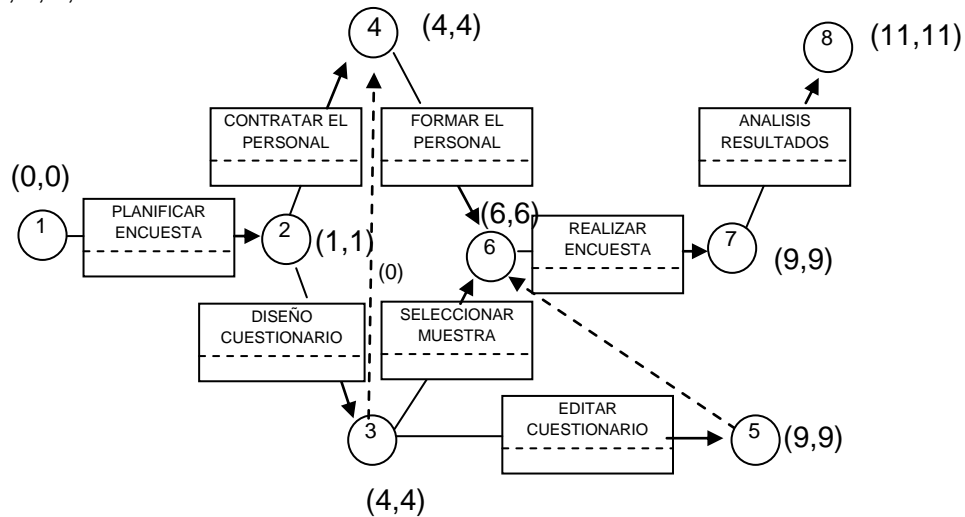 4
(4,4)
8
(11,11)
CONTRATAR EL
PERSONAL
FORMAR EL
PERSONAL
ANALISIS
RESULTADOS
(0,0)
1
PLANIFICAR
ENCUESTA
2
(1,1)
(6,6)
6
REALIZAR
ENCUESTA
7
(9,9)
(0)
DISEÑO
CUESTIONARIO
SELECCIONAR
MUESTRA
3
(4,4)
EDITAR
CUESTIONARIO
5
(9,9)